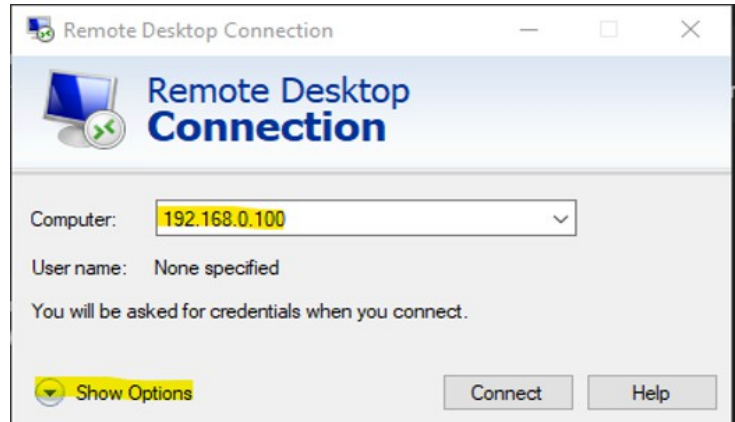 Remote Desktop Connection
Remote Desktop
Connection
Computer: 192.168.0.100
User name: None specified
You will be asked for credentials when you connect.
Show Options Connect Help